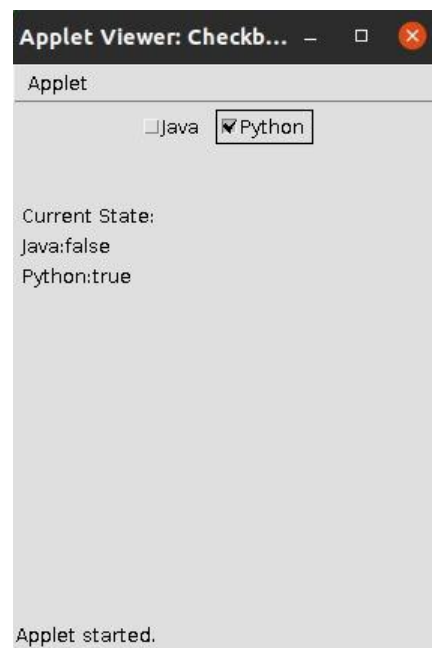 Applet Viewer: Checkb...
Applet
Java Python
Current State:
Java:false
Python:true
Applet started.